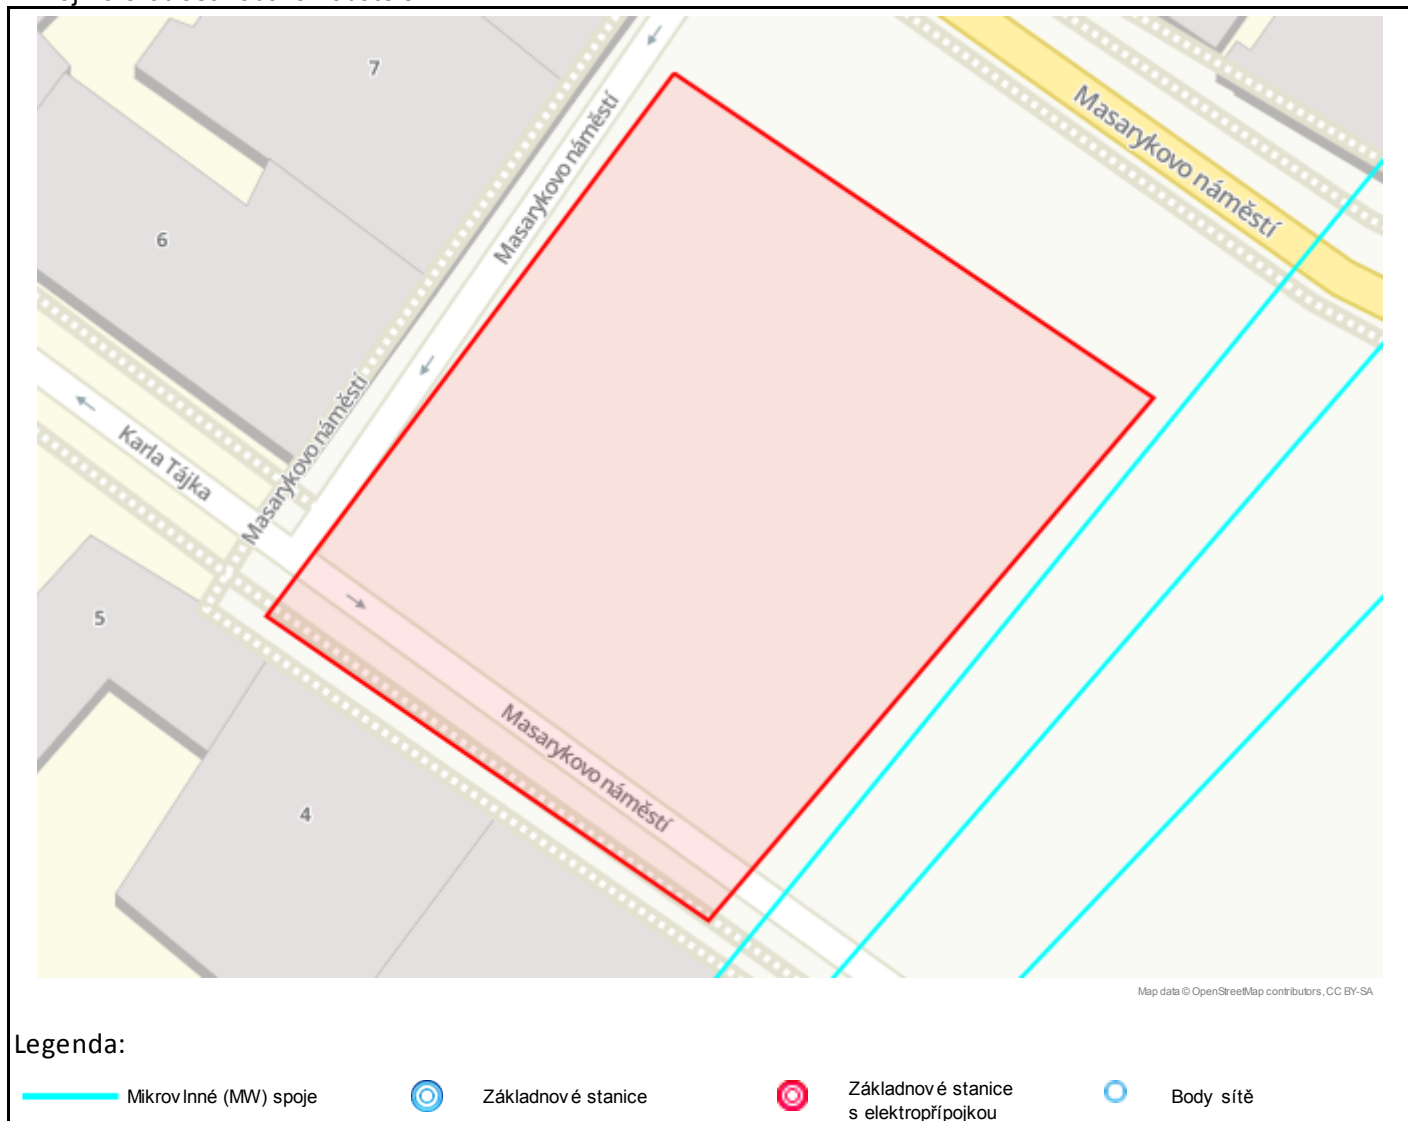 7
Masarykovo náměstí
Masarykovo náměstí
6
Masarykovo náměstí
Karla Tájka
5
Masarykovo náměstí
4
Map data © OpenStreetMap contributors, CC BY-SA
Legenda:
Mikrovlnné (MW) spoje
Základnové stanice
Základnové stanice
s elektropřípojkou
Body sítě